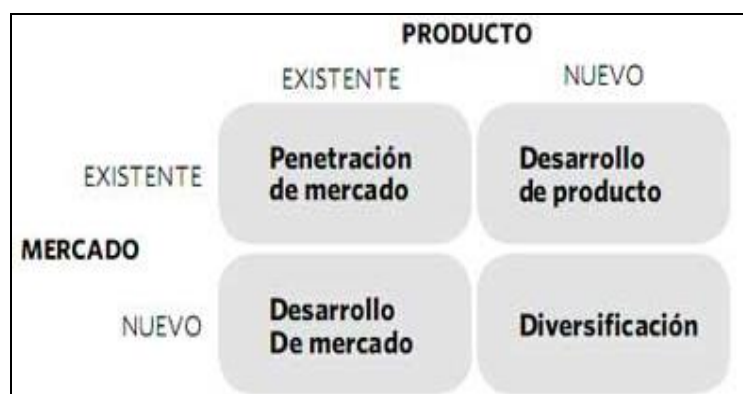 PRODUCTO
EXISTENTE NUEVO
EXISTENTE
Penetración
de mercado
Desarrollo
de producto
MERCADO
NUEVO
Desarrollo
De mercado
Diversificación